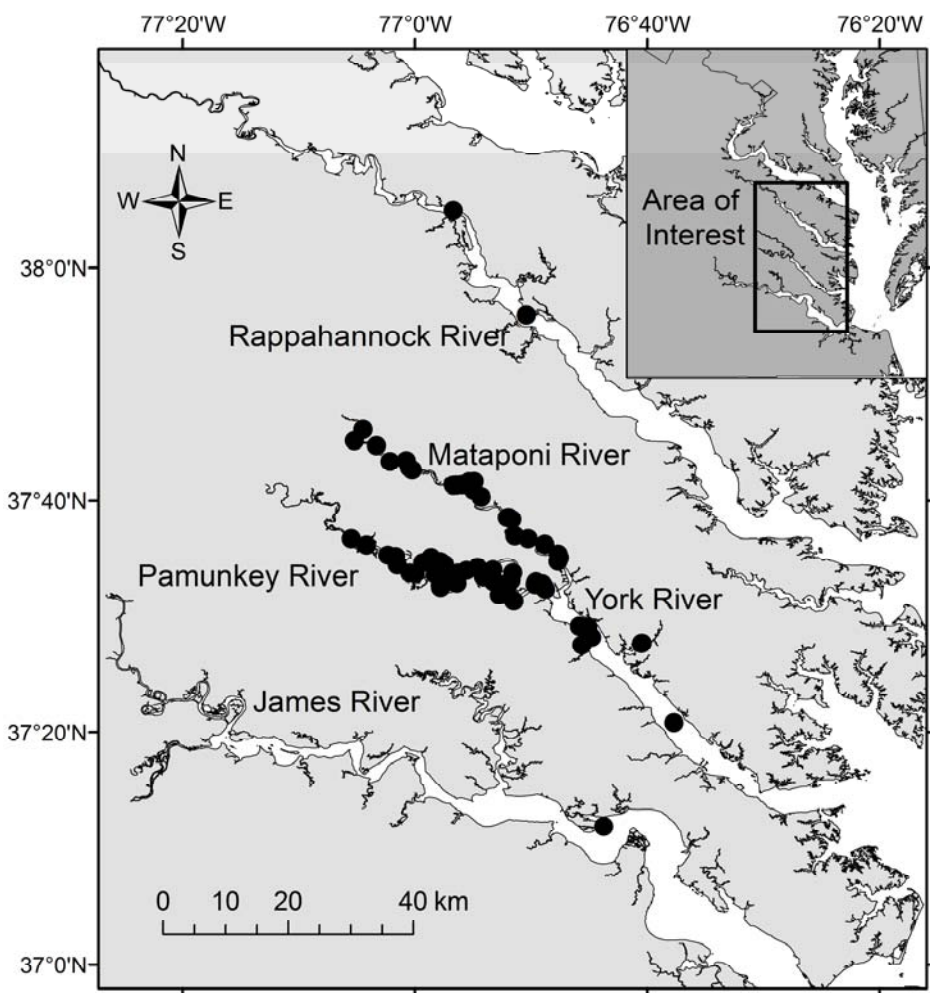 77°20'W 77°0'W 76°40'W 76°20'W
N
W E
S
Area of
Interest
38°0'N
Rappahannock River
Mataponi River
37°40'N
Pamunkey River
York River
James River
37°20'N
0 10 20 40 km
37°0'N